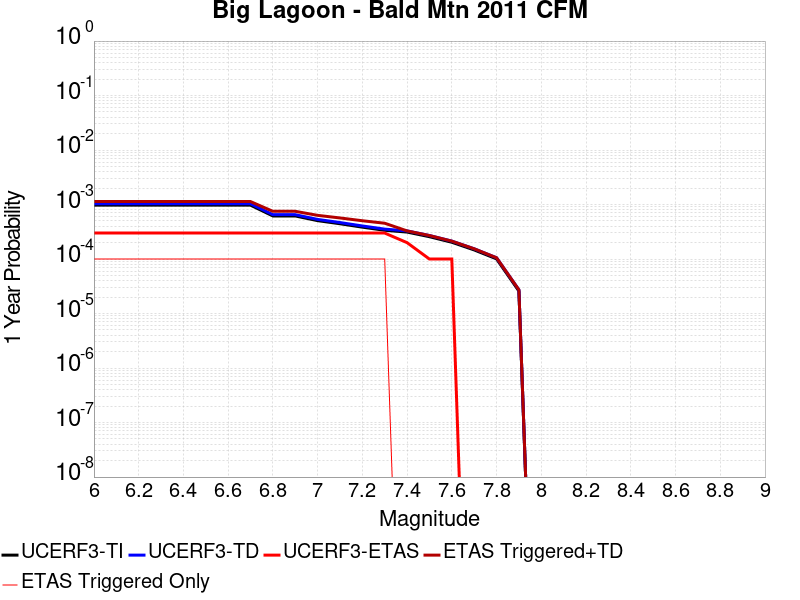 Big Lagoon - Bald Mtn 2011 CFM
1 Year Probability
10^0
10^-1
10^-2
10^-3
10^-4
10^-5
10^-6
10^-7
10^-8
6 6.2 6.4 6.6 6.8 7 7.2 7.4 7.6 7.8 8 8.2 8.4 8.6 8.8 9
Magnitude
UCERF3-TI UCERF3-TD UCERF3-ETAS ETAS Triggered+TD
ETAS Triggered Only